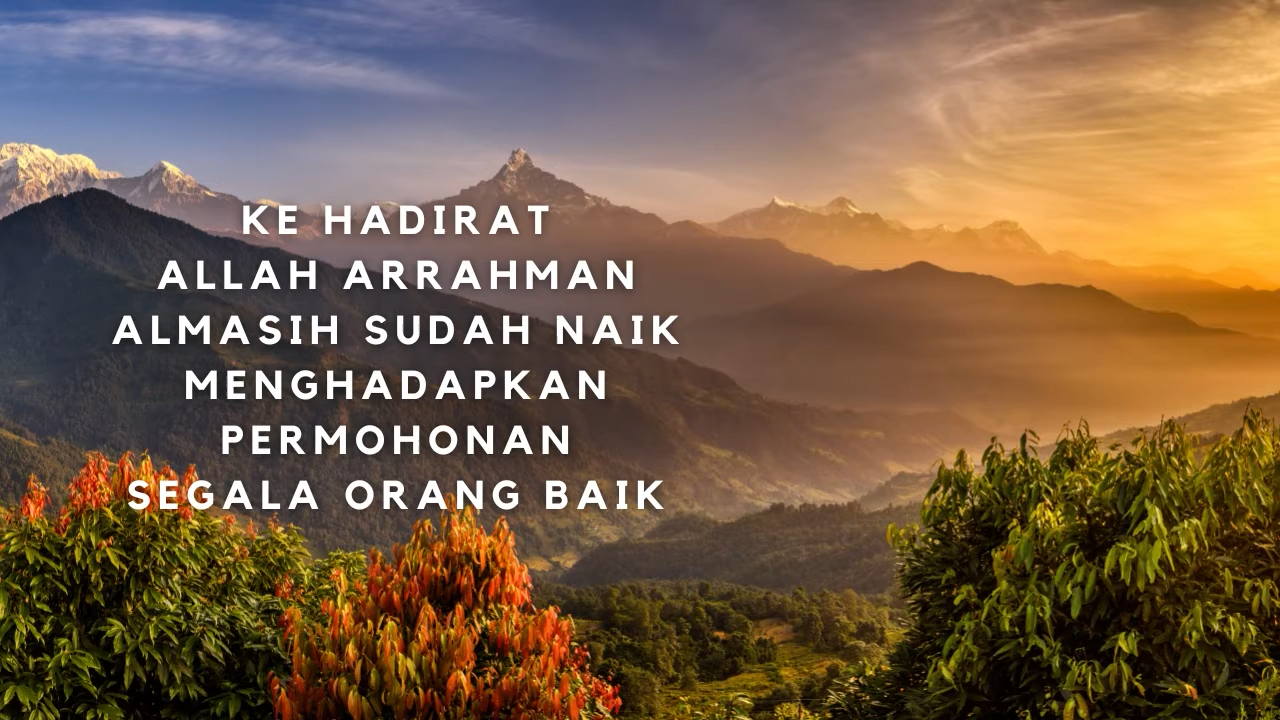 KE HADIRAT
ALLAH ARRAHMAN
ALMASIH SUDAH NAIK
MENGHADAPKAN
PERMOHONAN
SEGALA ORANG BAIK